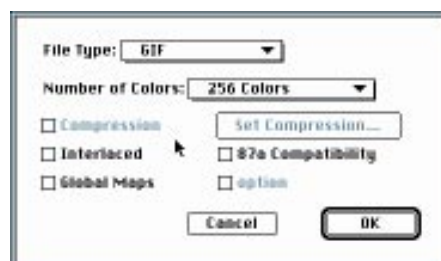 File Type: GIF
Number of Colors: 256 Colors
Compression Set Compression...
Interlaced 87a Compatibility
Global Maps option
Cancel OK